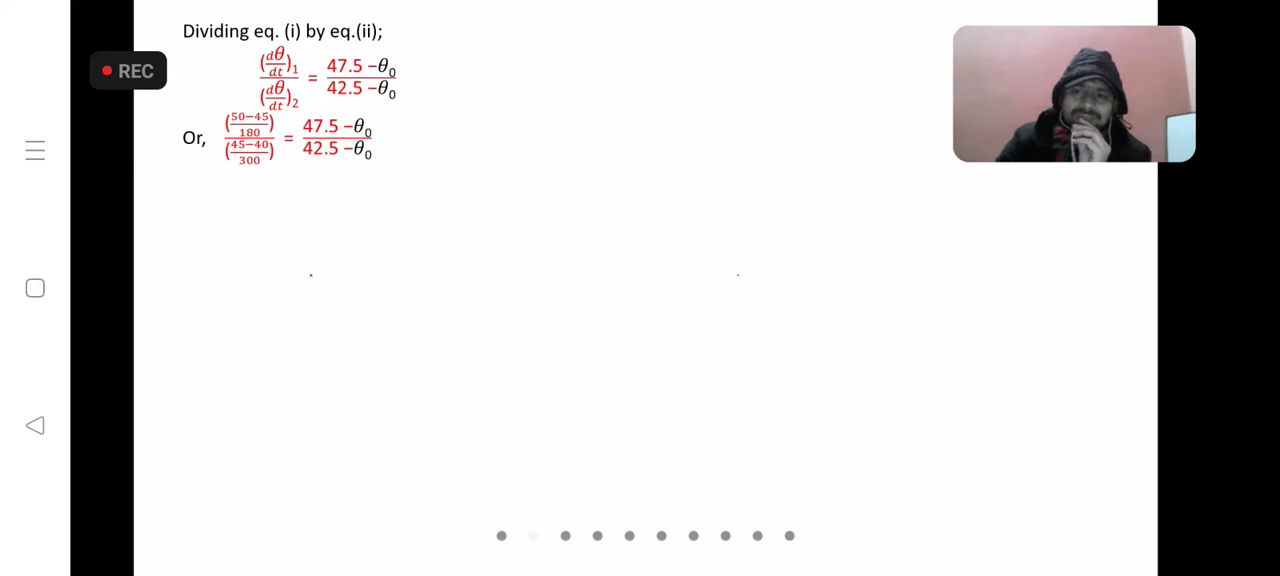 Dividing eq. (i) by eq.(ii);
REC
(dθ/dt)₁ / (dθ/dt)₂ = (47.5 −θ₀) / (42.5 −θ₀)
Or, ((50−45)/180) / ((45−40)/300) = (47.5 −θ₀) / (42.5 −θ₀)